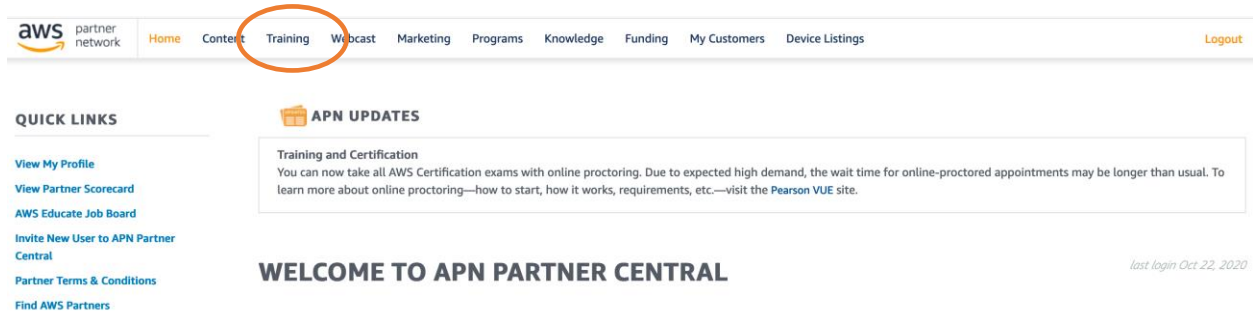 aws partner network
Home Content Training Webcast Marketing Programs Knowledge Funding My Customers Device Listings Logout
QUICK LINKS
View My Profile
View Partner Scorecard
AWS Educate Job Board
Invite New User to APN Partner
Central
Partner Terms & Conditions
Find AWS Partners
APN UPDATES
Training and Certification
You can now take all AWS Certification exams with online proctoring. Due to expected high demand, the wait time for online-proctored appointments may be longer than usual. To
learn more about online proctoring—how to start, how it works, requirements, etc.—visit the Pearson VUE site.
WELCOME TO APN PARTNER CENTRAL
last login Oct 22, 2020